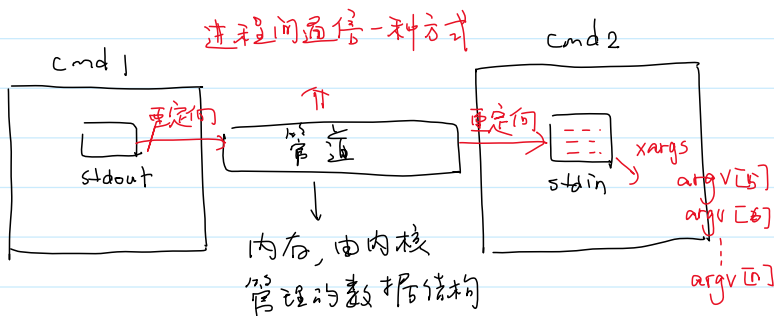 进程间通信一种方式
cmd 1
cmd 2
重定向
管道
重定向
stdout
stdin
xargs
argv[ ]
argv[ ]
argv[n]
内存,由内核
管理的数据结构